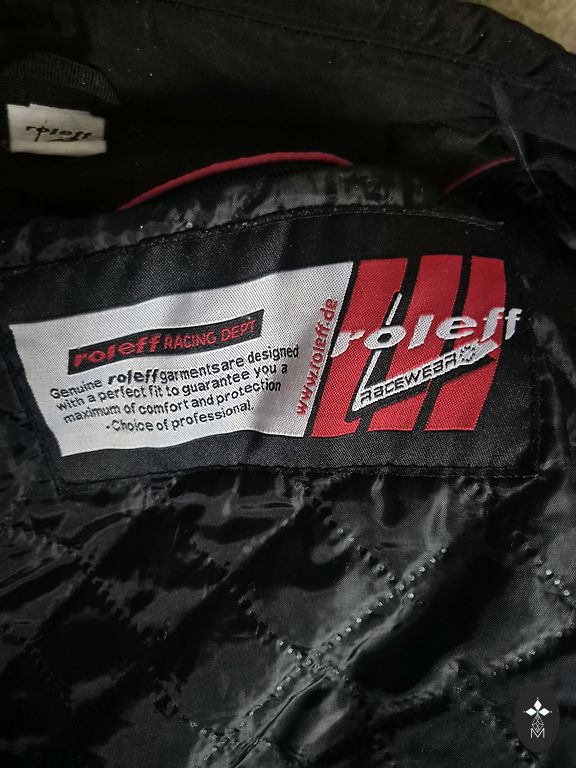 roleff
roleff RACING DEPT
Genuine roleff garments are designed
with a perfect fit to guarantee you a
maximum of comfort and protection
-Choice of professional.
www.roleff.de
roleff
RACEWEAR
M